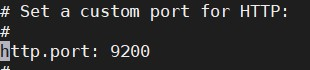 # Set a custom port for HTTP:
#
http.port: 9200
#